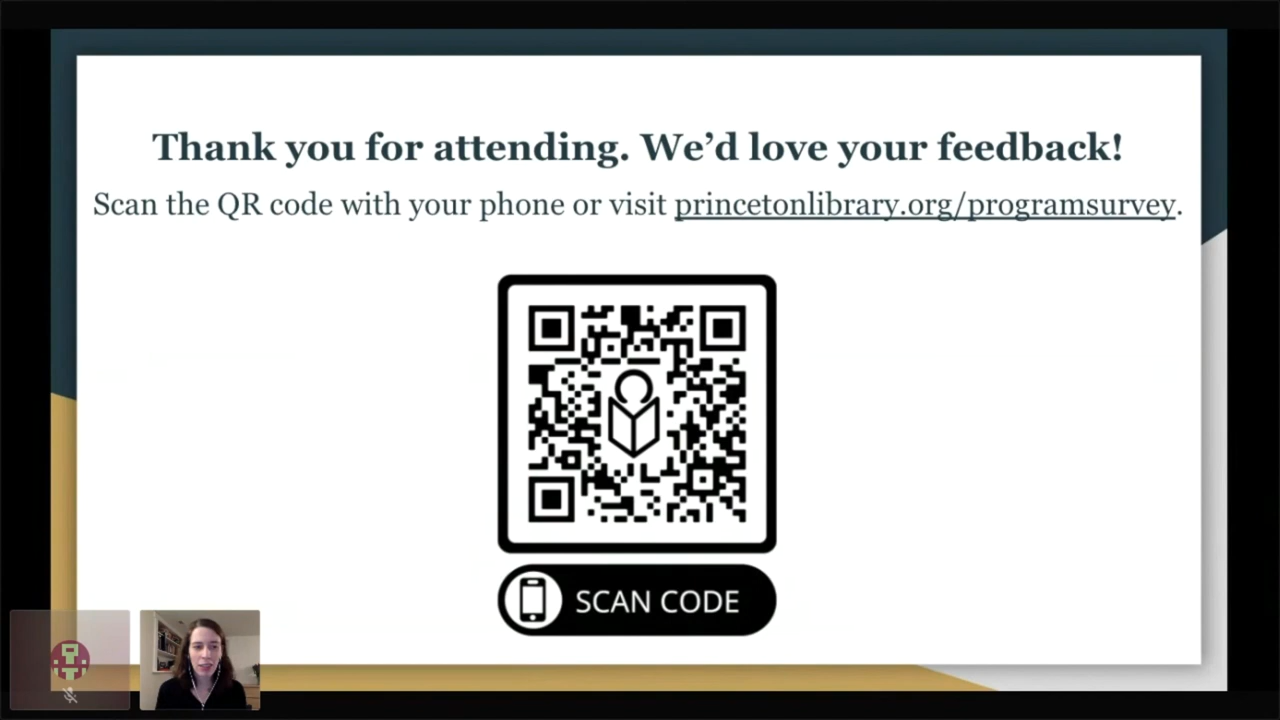 Thank you for attending. We’d love your feedback!
Scan the QR code with your phone or visit princetonlibrary.org/programsurvey.
SCAN CODE